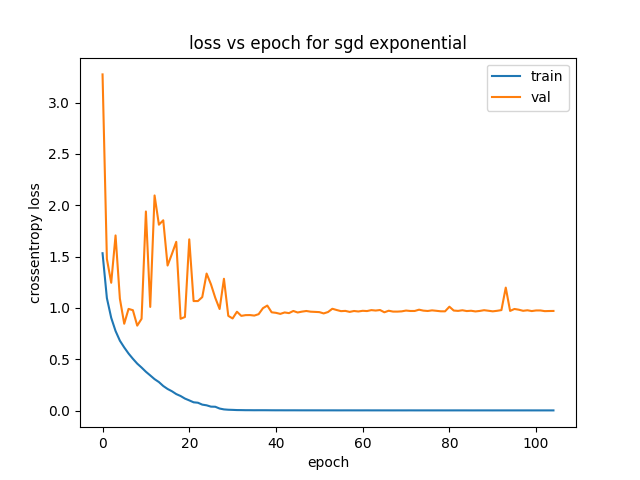 loss vs epoch for sgd exponential
train
val
crossentropy loss
3.0
2.5
2.0
1.5
1.0
0.5
0.0
0 20 40 60 80 100
epoch